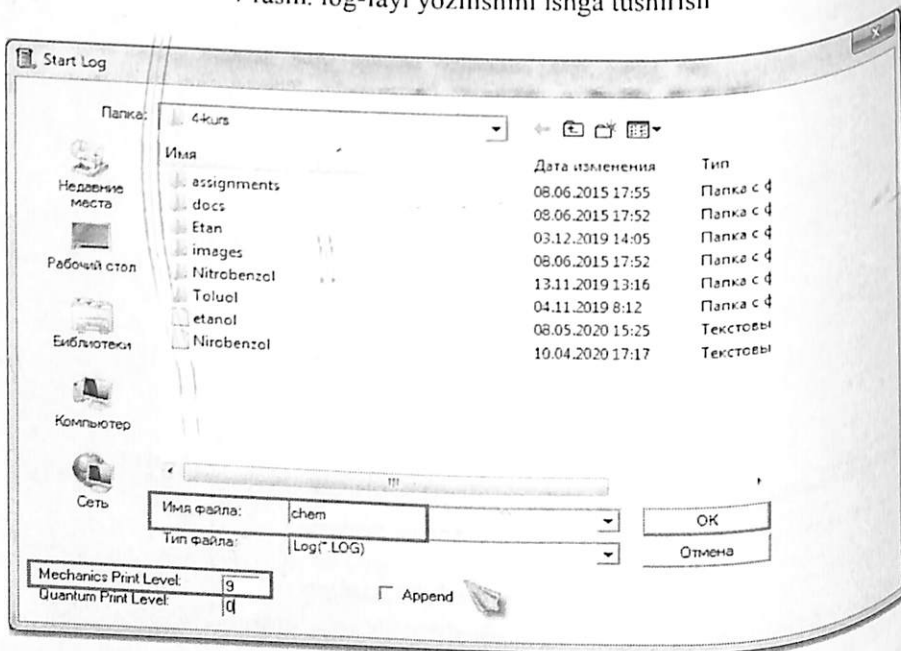 rasm. log-fayl yozilishini ishga tushirish
Start Log
Папка: 4-kurs
Имя Дата изменения Тип
assignments 08.06.2015 17:55 Папка с ф
docs 08.06.2015 17:52 Папка с ф
Etan 03.12.2019 14:05 Папка с ф
images 08.06.2015 17:52 Папка с ф
Nitrobenzol 13.11.2019 13:16 Папка с ф
Toluol 04.11.2019 8:12 Папка с ф
etanol 08.05.2020 15:25 Текстовы
Nirobenzol 10.04.2020 17:17 Текстовы
Недавние
места
Рабочий стол
Библиотеки
Компьютер
Сеть
Имя файла: chem OK
Тип файла: Log(*.LOG) Отмена
Mechanics Print Level: 9
Quantum Print Level: 0 Append